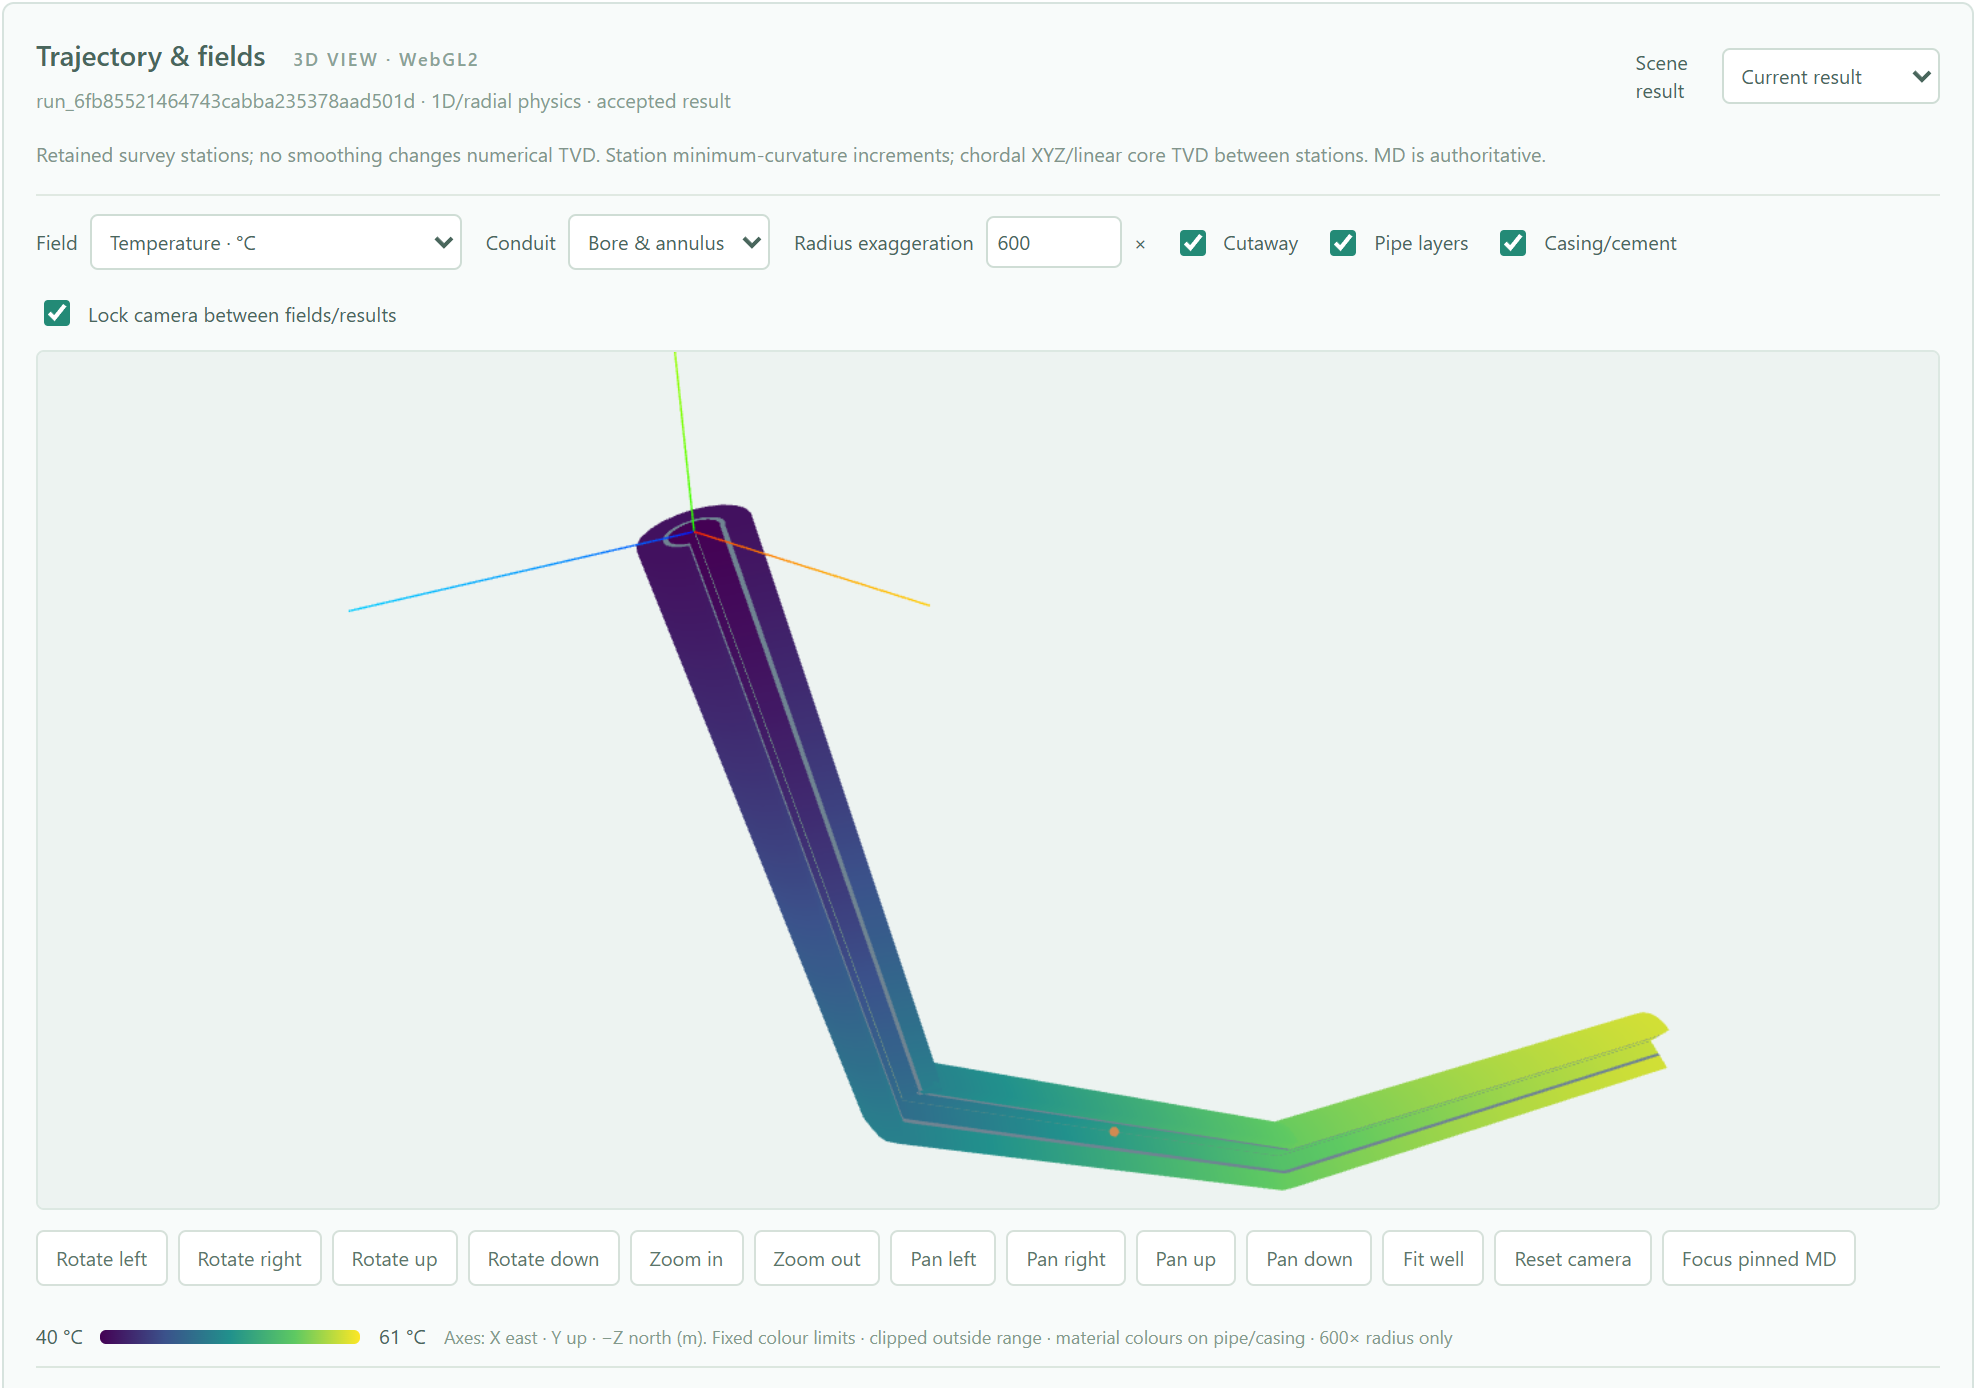 Trajectory & fields 3D VIEW · WebGL2
run_6fb85521464743cabba235378aad501d · 1D/radial physics · accepted result
Scene
result
Current result
Retained survey stations; no smoothing changes numerical TVD. Station minimum-curvature increments; chordal XYZ/linear core TVD between stations. MD is authoritative.
Field Temperature · °C Conduit Bore & annulus Radius exaggeration 600 × Cutaway Pipe layers Casing/cement
Lock camera between fields/results
Rotate left Rotate right Rotate up Rotate down Zoom in Zoom out Pan left Pan right Pan up Pan down Fit well Reset camera Focus pinned MD
40 °C 61 °C Axes: X east · Y up · −Z north (m). Fixed colour limits · clipped outside range · material colours on pipe/casing · 600× radius only